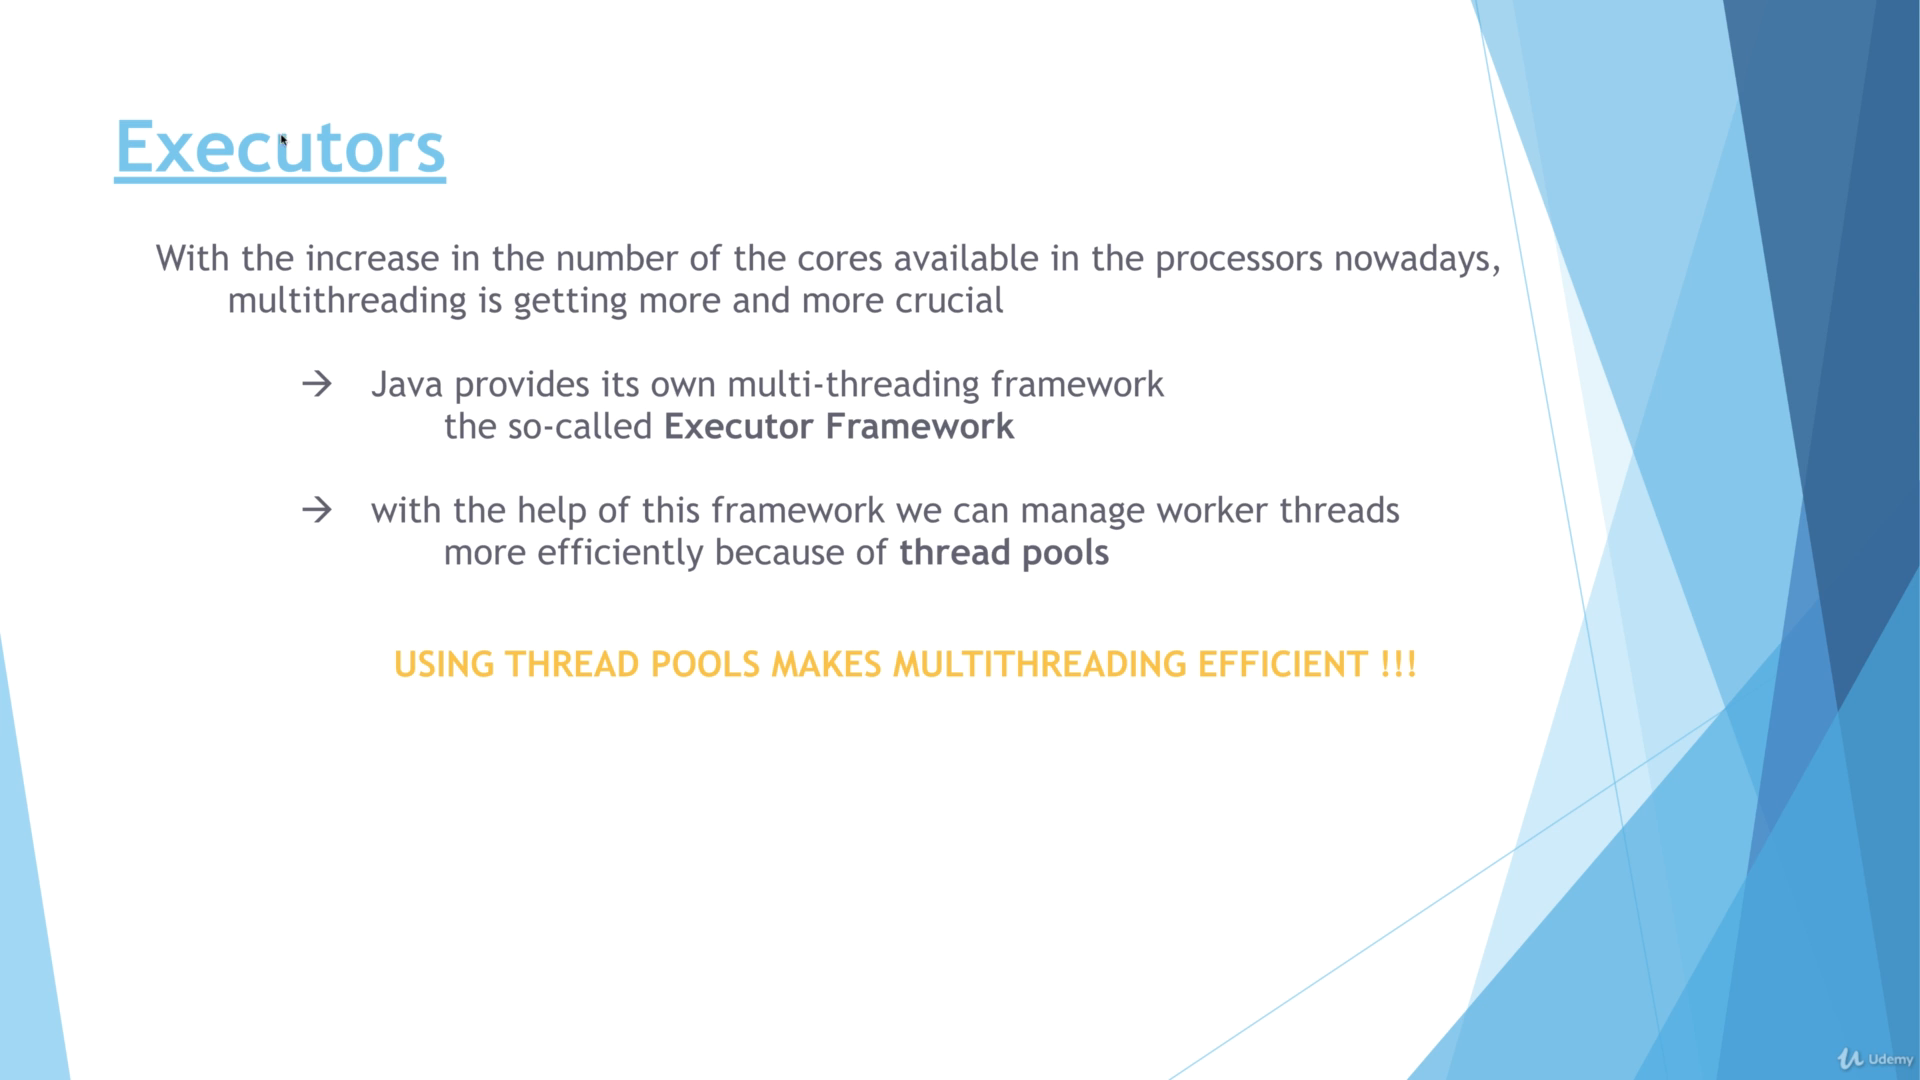 Executors
With the increase in the number of the cores available in the processors nowadays,
multithreading is getting more and more crucial
→ Java provides its own multi-threading framework
the so-called Executor Framework
→ with the help of this framework we can manage worker threads
more efficiently because of thread pools
USING THREAD POOLS MAKES MULTITHREADING EFFICIENT !!!
Udemy